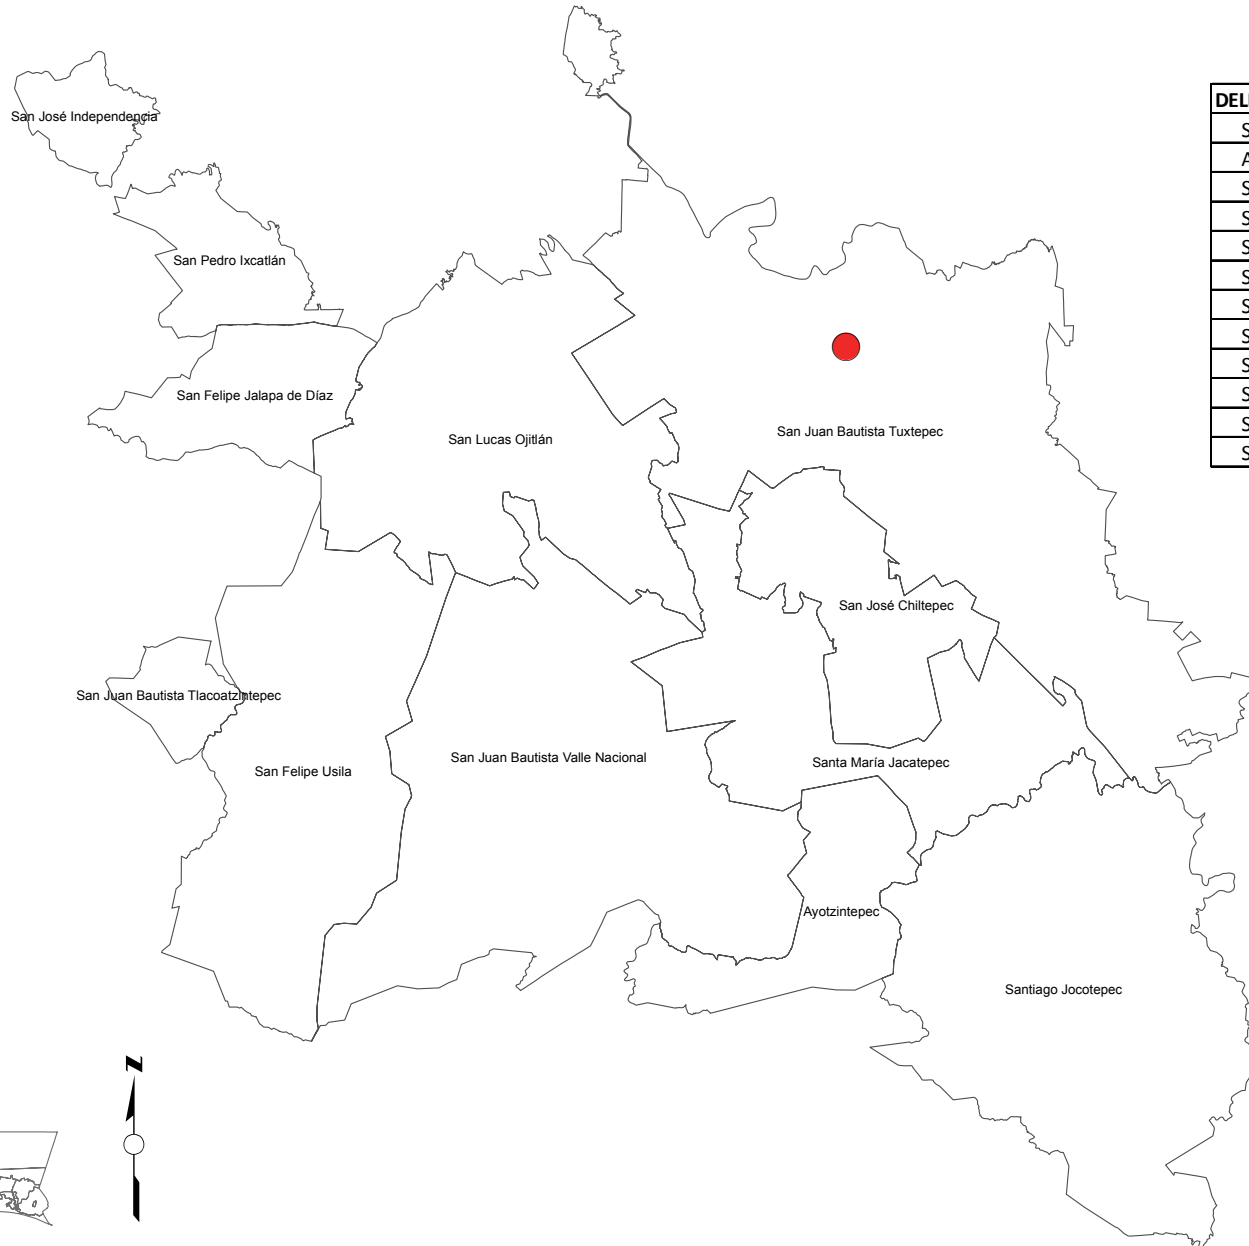 San José Independencia
San Pedro Ixcatlán
San Felipe Jalapa de Díaz
San Lucas Ojitlán
San Juan Bautista Tuxtepec
San José Chiltepec
San Juan Bautista Tlacoatzintepec
San Felipe Usila
San Juan Bautista Valle Nacional
Santa María Jacatepec
Ayotzintepec
Santiago Jocotepec
N
DEL
S
A
S
S
S
S
S
S
S
S
S
S